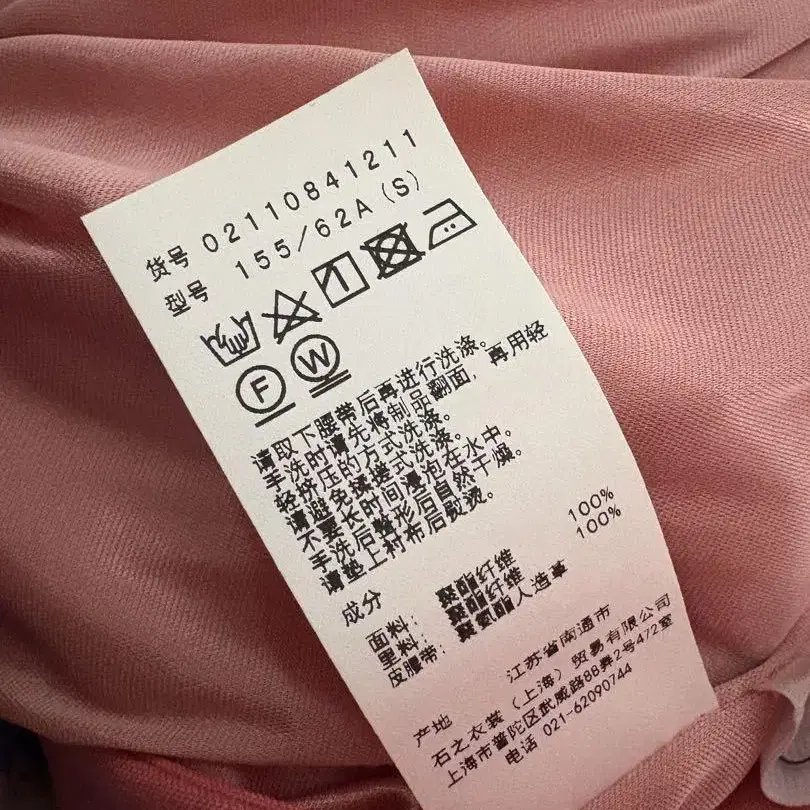 货号 02110841211
型号 155/62A(S)
F W
请取下腰带后再进行洗涤。
手洗时请先将制品翻面，再用轻
轻挤压的方式洗涤。
请避免揉搓式洗涤。
不要长时间浸泡在水中。
手洗后整形后自然干燥。
请垫上衬布后熨烫。
成分
面料： 聚酯纤维 100%
里料： 聚酯纤维 100%
皮腰带： 聚氨酯人造革
产地 江苏省南通市
石之衣裳（上海）贸易有限公司
上海市普陀区武威路88弄2号472室
电话 021-62090744